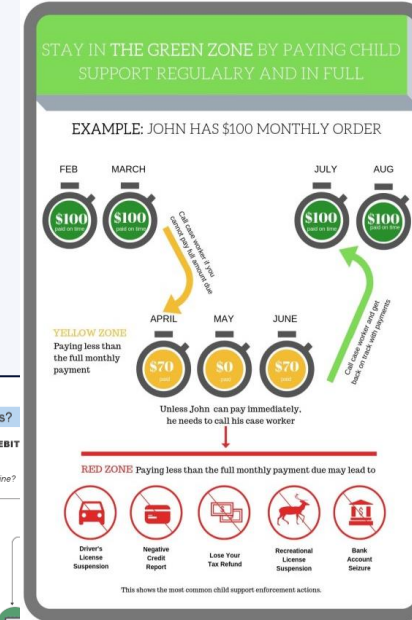 STAY IN THE GREEN ZONE BY PAYING CHILD
SUPPORT REGULALRY AND IN FULL
EXAMPLE: JOHN HAS $100 MONTHLY ORDER
FEB
MARCH
JULY
AUG
$100
paid on time
$100
paid on time
$100
paid on time
$100
paid on time
Call case worker if you
cannot pay full amount due
Call case worker and get
back on track with payments
APRIL
MAY
JUNE
YELLOW ZONE
Paying less than
the full monthly
payment
$70
paid
$0
paid
$70
paid
Unless John can pay immediately,
he needs to call his case worker
RED ZONE Paying less than the full monthly payment due may lead to
Driver's
License
Suspension
Negative
Credit
Report
Lose Your
Tax Refund
Recreational
License
Suspension
Bank
Account
Seizure
This shows the most common child support enforcement actions.
s?
EBIT
ine?